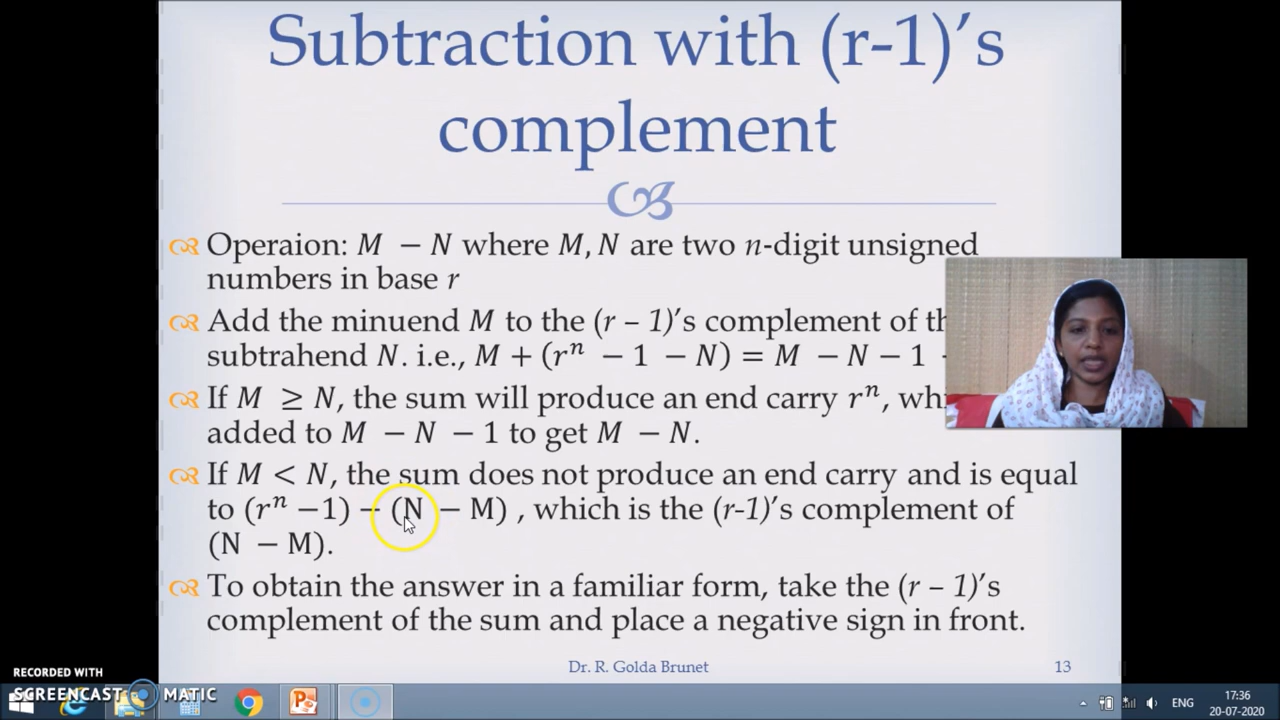 Subtraction with (r-1)'s
complement
Operaion: M − N where M, N are two n-digit unsigned
numbers in base r
Add the minuend M to the (r – 1)'s complement of
subtrahend N. i.e., M + (rⁿ − 1 − N) = M − N − 1
If M ≥ N, the sum will produce an end carry rⁿ,
added to M − N − 1 to get M − N.
If M < N, the sum does not produce an end carry and is equal
to (rⁿ −1) − (N − M) , which is the (r-1)'s complement of
(N − M).
To obtain the answer in a familiar form, take the (r – 1)'s
complement of the sum and place a negative sign in front.
Dr. R. Golda Brunet 13
RECORDED WITH
SCREENCAST MATIC
ENG
17:36
20-07-2020